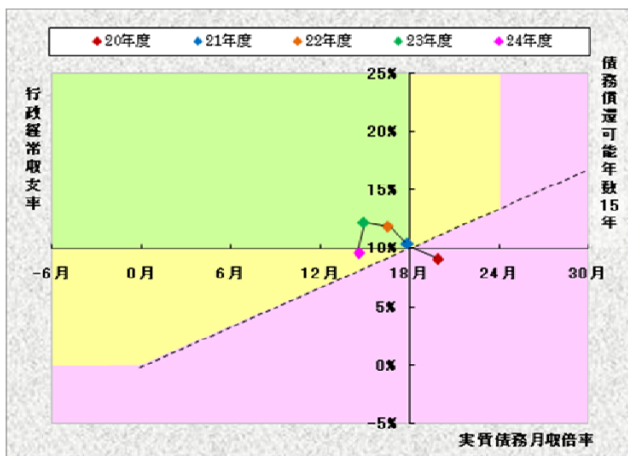 20年度 21年度 22年度 23年度 24年度
行政経常収支率
債務償還可能年数15年
25%
20%
15%
10%
-6月 0月 6月 12月 18月 24月 30月
5%
0%
-5%
実質債務月収倍率